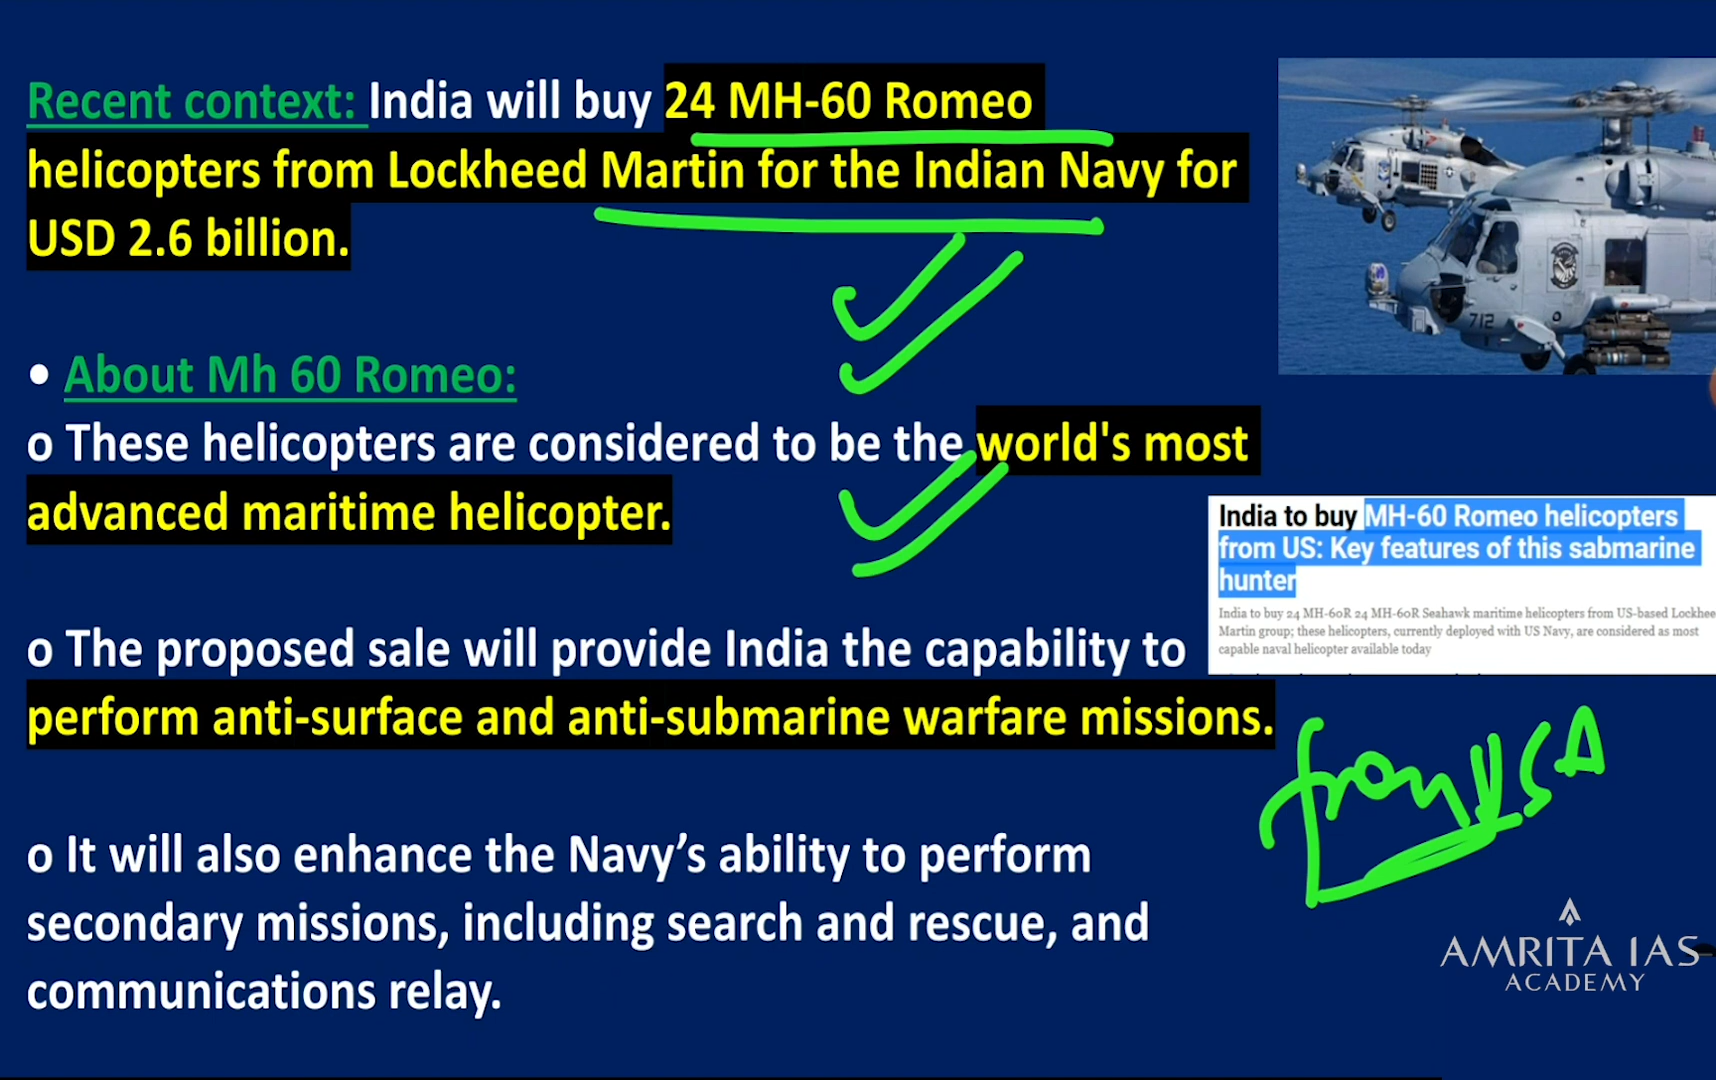 Recent context: India will buy 24 MH-60 Romeo
helicopters from Lockheed Martin for the Indian Navy for
USD 2.6 billion.
• About Mh 60 Romeo:
o These helicopters are considered to be the world's most
advanced maritime helicopter.
o The proposed sale will provide India the capability to
perform anti-surface and anti-submarine warfare missions.
o It will also enhance the Navy’s ability to perform
secondary missions, including search and rescue, and
communications relay.
712
India to buy MH-60 Romeo helicopters
from US: Key features of this sabmarine
hunter
India to buy 24 MH-60R 24 MH-60R Seahawk maritime helicopters from US-based Lockhee
Martin group; these helicopters, currently deployed with US Navy, are considered as most
capable naval helicopter available today
from USA
AMRITA IAS
ACADEMY